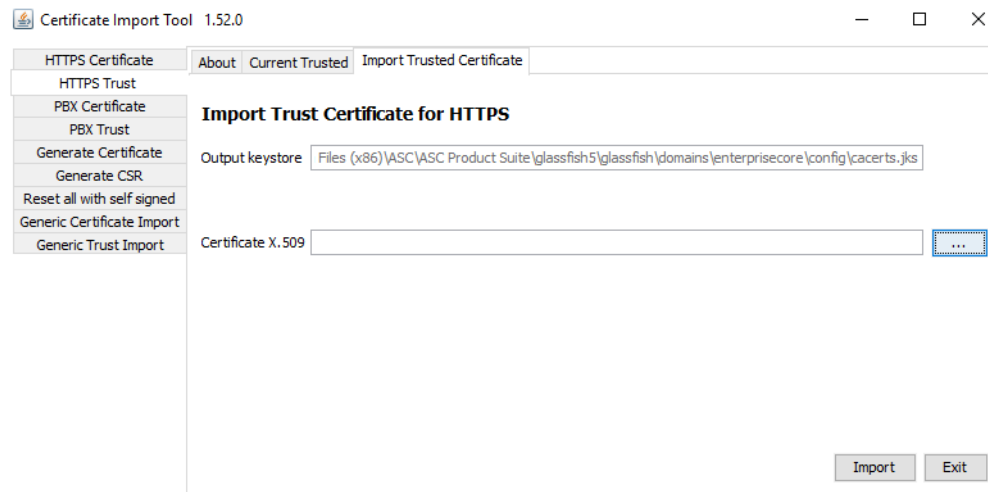 Certificate Import Tool 1.52.0
HTTPS Certificate
HTTPS Trust
PBX Certificate
PBX Trust
Generate Certificate
Generate CSR
Reset all with self signed
Generic Certificate Import
Generic Trust Import
About Current Trusted Import Trusted Certificate
Import Trust Certificate for HTTPS
Output keystore Files (x86)\ASC\ASC Product Suite\glassfish5\glassfish\domains\enterprisecore\config\cacerts.jks
Certificate X.509 ...
Import Exit